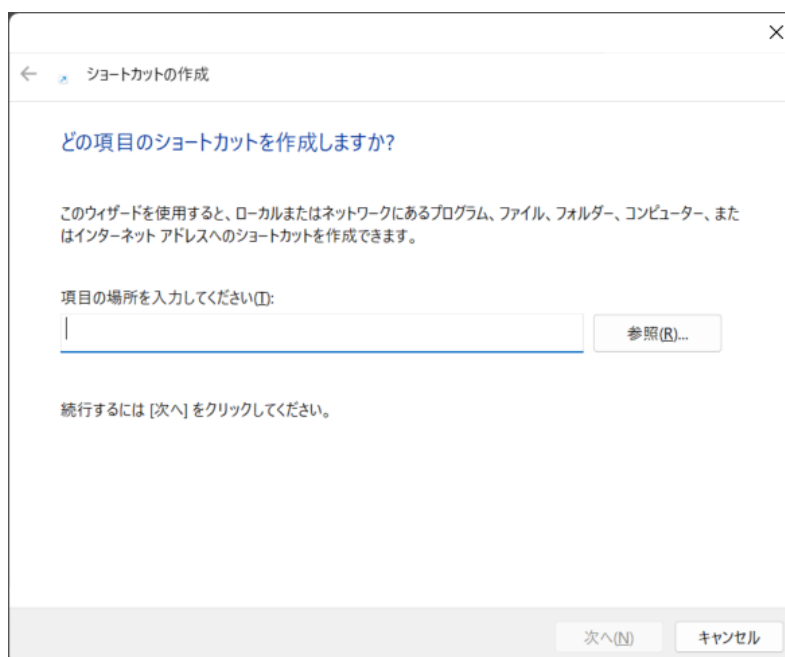 ショートカットの作成
どの項目のショートカットを作成しますか?
このウィザードを使用すると、ローカルまたはネットワークにあるプログラム、ファイル、フォルダー、コンピューター、また
はインターネット アドレスへのショートカットを作成できます。
項目の場所を入力してください(T):
参照(R)...
続行するには [次へ] をクリックしてください。
次へ(N)
キャンセル